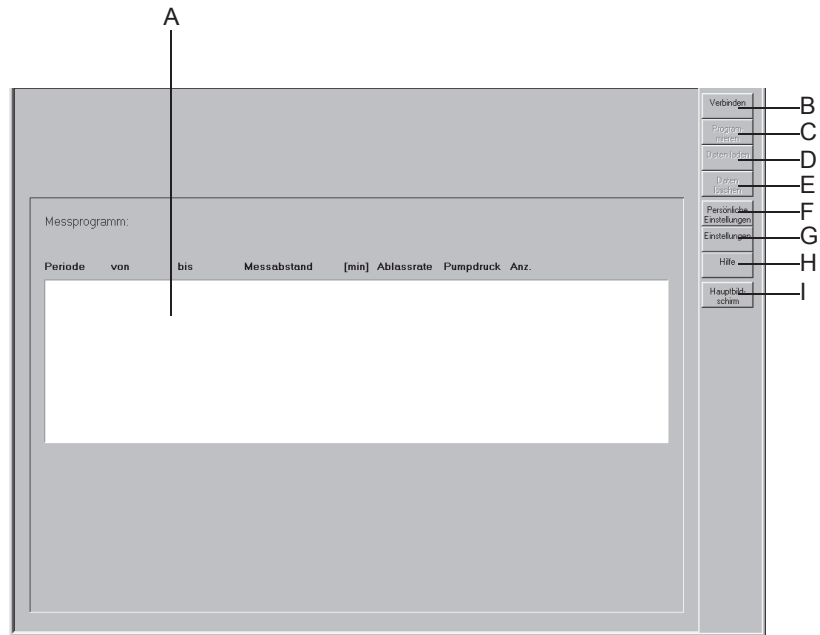 A
Verbinden
B
Program-
mieren
C
Daten laden
D
Daten
löschen
E
Persönliche
Einstellungen
F
Einstellungen
G
Hilfe
H
Hauptbild-
schirm
I
Messprogramm:
Periode von bis Messabstand [min] Ablassrate Pumpdruck Anz.